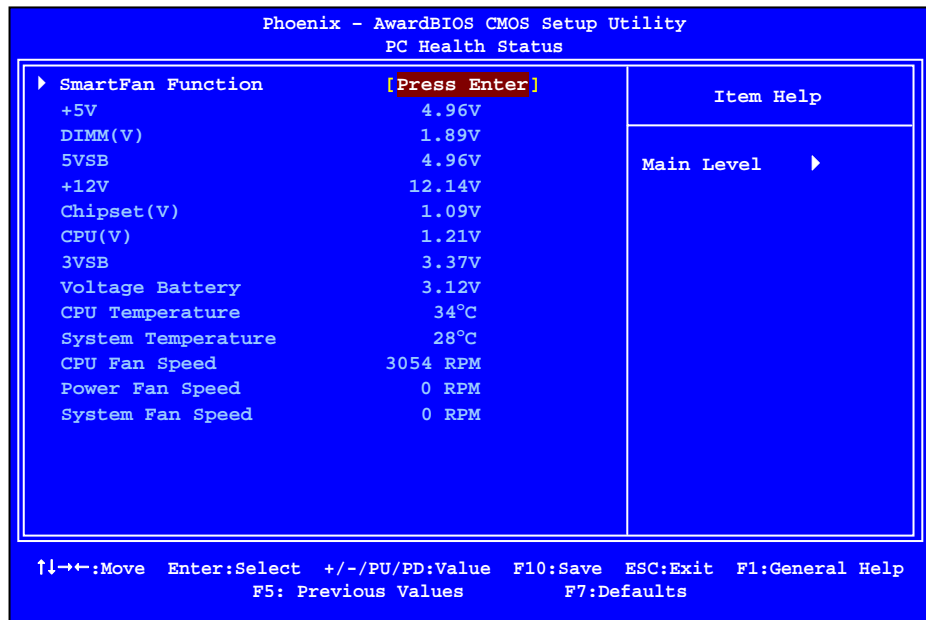 Phoenix – AwardBIOS CMOS Setup Utility
PC Health Status
SmartFan Function [Press Enter]
+5V 4.96V
DIMM(V) 1.89V
5VSB 4.96V
+12V 12.14V
Chipset(V) 1.09V
CPU(V) 1.21V
3VSB 3.37V
Voltage Battery 3.12V
CPU Temperature 34°C
System Temperature 28°C
CPU Fan Speed 3054 RPM
Power Fan Speed 0 RPM
System Fan Speed 0 RPM
Item Help
Main Level
↑↓→←:Move Enter:Select +/-/PU/PD:Value F10:Save ESC:Exit F1:General Help
F5: Previous Values F7:Defaults